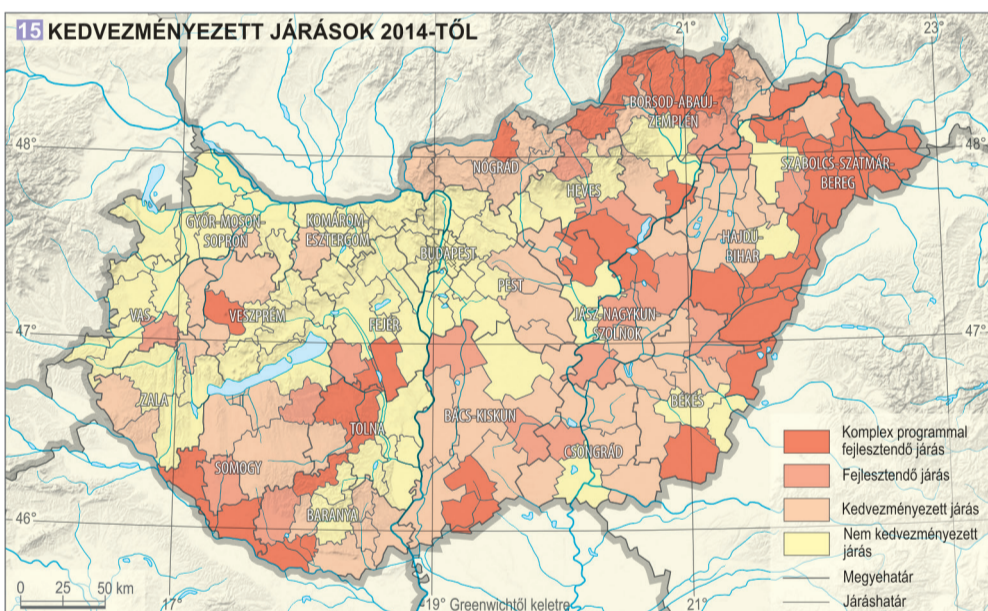 15 KEDVEZMÉNYEZETT JÁRÁSOK 2014-TŐL
21°
23°
48°
48°
47°
47°
46°
17°
19° Greenwichtől keletre
21°
BORSOD-ABAÚJ-
ZEMPLÉN
SZABOLCS-SZATMÁR-
BEREG
NÓGRÁD
HEVES
GYŐR-MOSON-
SOPRON
KOMÁROM-
ESZTERGOM
BUDAPEST
HAJDÚ-
BIHAR
PEST
VAS
VESZPRÉM
FEJÉR
JÁSZ-NAGYKUN-
SZOLNOK
ZALA
BÉKÉS
BÁCS-KISKUN
TOLNA
CSONGRÁD
SOMOGY
BARANYA
Komplex programmal
fejlesztendő járás
Fejlesztendő járás
Kedvezményezett járás
Nem kedvezményezett
járás
Megyehatár
Járáshatár
0 25 50 km